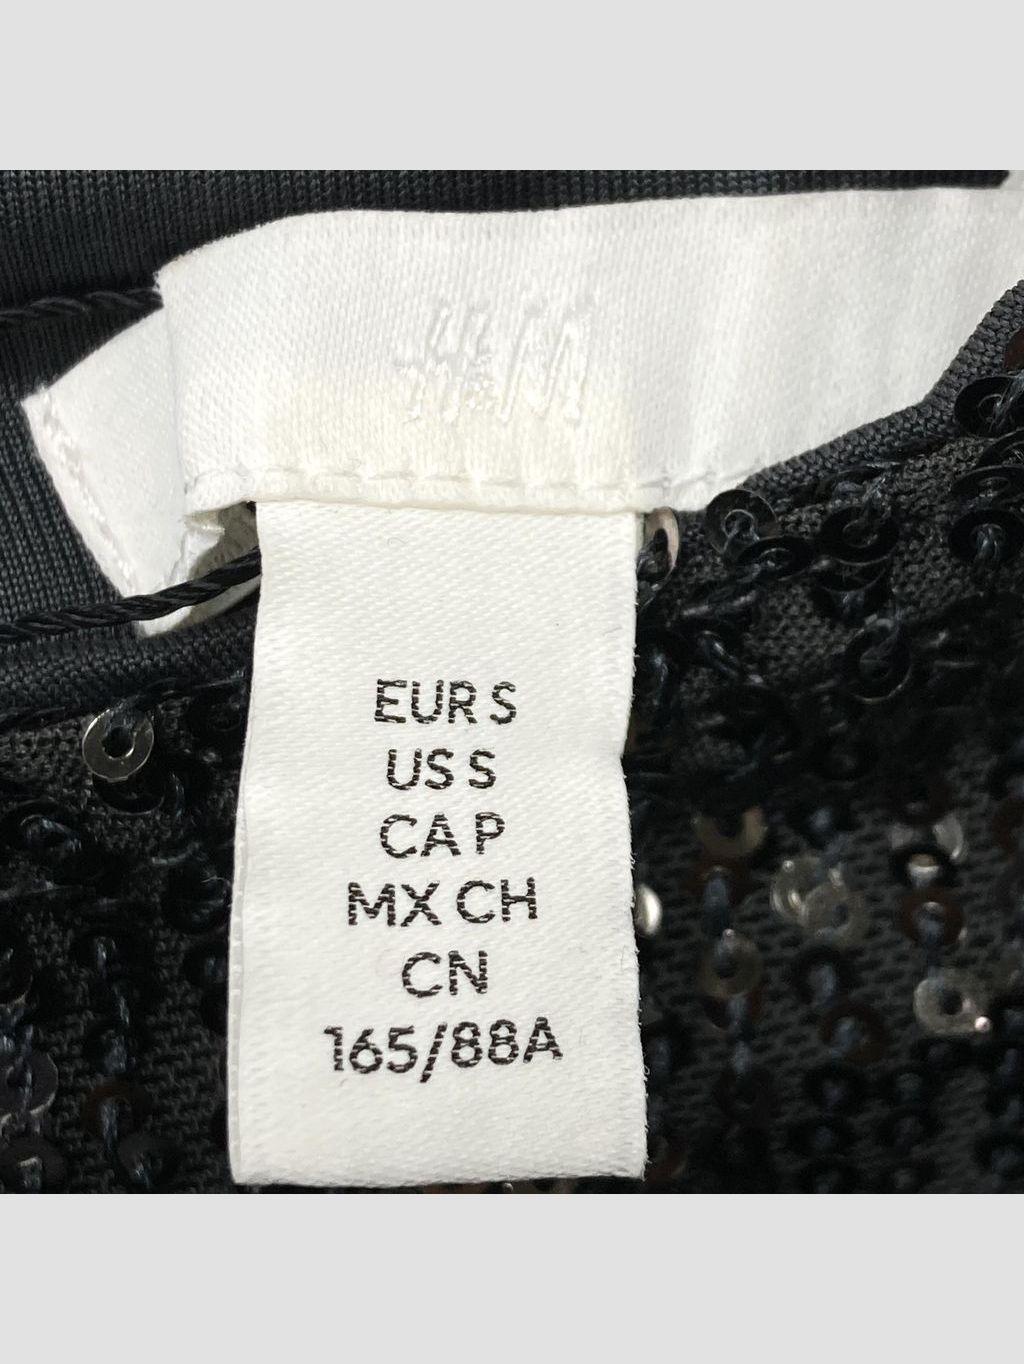 H&M
EUR S
US S
CA P
MX CH
CN
165/88A